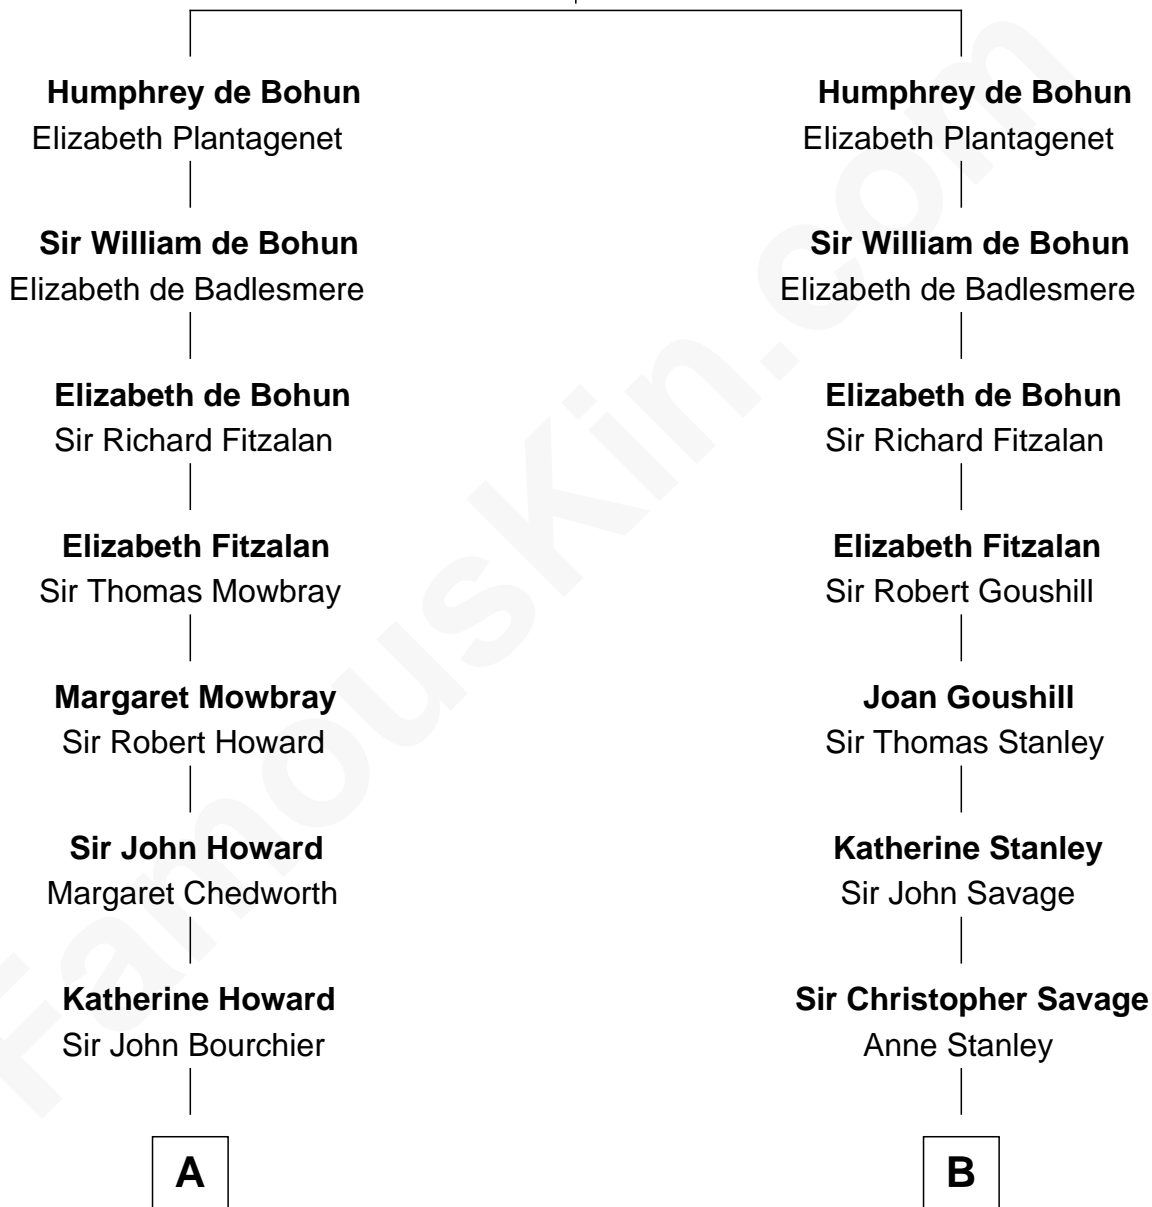 Humphrey de Bohun
Elizabeth Plantagenet
Sir William de Bohun
Elizabeth de Badlesmere
Elizabeth de Bohun
Sir Richard Fitzalan
Elizabeth Fitzalan
Sir Thomas Mowbray
Margaret Mowbray
Sir Robert Howard
Sir John Howard
Margaret Chedworth
Katherine Howard
Sir John Bourchier
A
Humphrey de Bohun
Elizabeth Plantagenet
Sir William de Bohun
Elizabeth de Badlesmere
Elizabeth de Bohun
Sir Richard Fitzalan
Elizabeth Fitzalan
Sir Robert Goushill
Joan Goushill
Sir Thomas Stanley
Katherine Stanley
Sir John Savage
Sir Christopher Savage
Anne Stanley
B
FamousKin.com